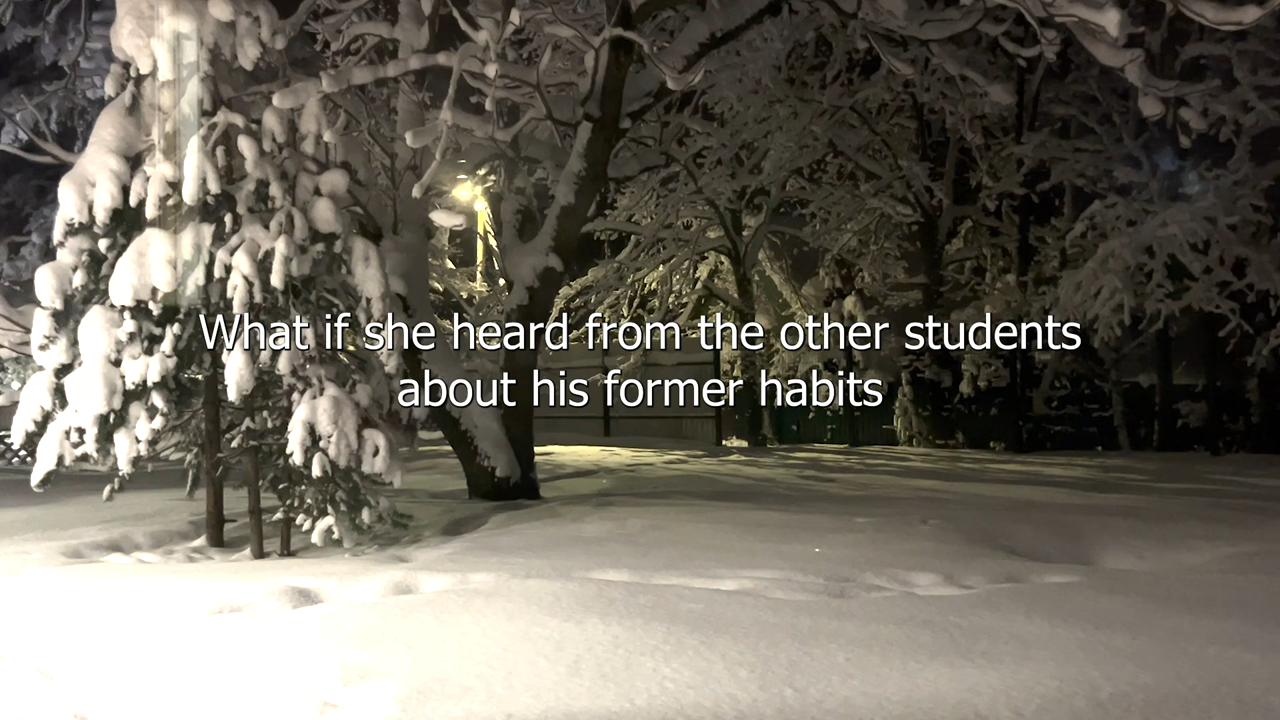 What if she heard from the other students
about his former habits